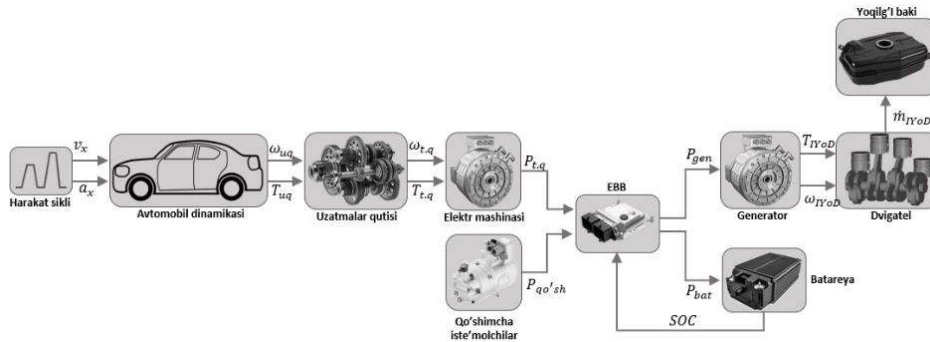 Yoqilg'I baki
ṁ_IYoD
v_x
a_x
Harakat sikli
Avtomobil dinamikasi
ω_uq
T_uq
Uzatmalar qutisi
ω_t.q
T_t.q
Elektr mashinasi
P_t.q
EBB
P_gen
Generator
T_IYoD
ω_IYoD
Dvigatel
Qo'shimcha
iste'molchilar
P_qo'sh
P_bat
Batareya
SOC